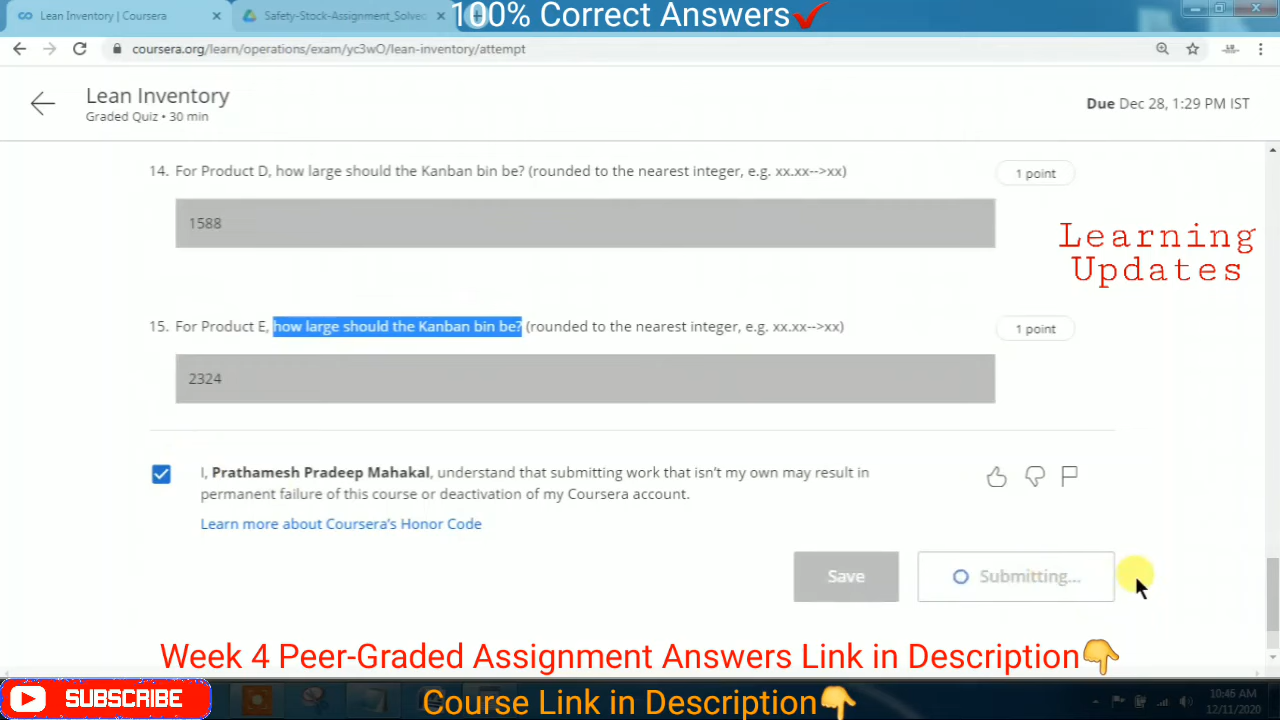 Lean Inventory | Coursera
Safety-Stock-Assignment_Solved
100% Correct Answers
coursera.org/learn/operations/exam/yc3wO/lean-inventory/attempt
Lean Inventory
Graded Quiz • 30 min
Due Dec 28, 1:29 PM IST
14. For Product D, how large should the Kanban bin be? (rounded to the nearest integer, e.g. xx.xx-->xx)
1 point
1588
Learning
Updates
15. For Product E, how large should the Kanban bin be? (rounded to the nearest integer, e.g. xx.xx-->xx)
1 point
2324
I, Prathamesh Pradeep Mahakal, understand that submitting work that isn't my own may result in
permanent failure of this course or deactivation of my Coursera account.
Learn more about Coursera's Honor Code
Save
Submitting...
Week 4 Peer-Graded Assignment Answers Link in Description
SUBSCRIBE
Course Link in Description
10:46 AM
12/11/2020